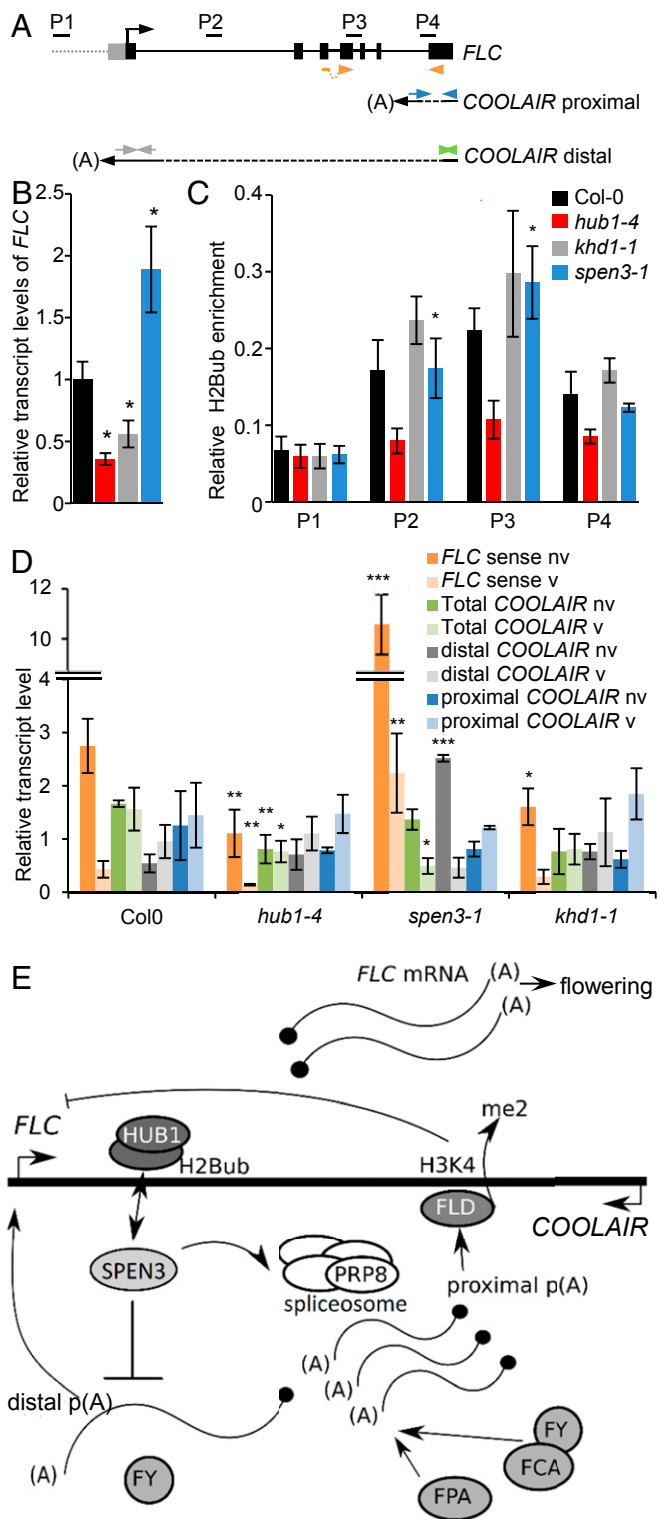 A
P1 P2 P3 P4
FLC
(A) COOLAIR proximal
(A) COOLAIR distal
B
Relative transcript levels of FLC
2.5
2
1.5
1
0.5
0
*
*
*
*
C
Relative H2Bub enrichment
0.4
0.3
0.2
0.1
0
Col-0
hub1-4
khd1-1
spen3-1
*
*
P1 P2 P3 P4
D
Relative transcript level
12
10
4
3
2
1
0
FLC sense nv
FLC sense v
Total COOLAIR nv
Total COOLAIR v
distal COOLAIR nv
distal COOLAIR v
proximal COOLAIR nv
proximal COOLAIR v
** ** ** *
*** ** * ***
*
Col0 hub1-4 spen3-1 khd1-1
E
FLC mRNA (A) flowering
(A)
me2
FLC
HUB1
H2Bub
H3K4
FLD
COOLAIR
SPEN3
PRP8
spliceosome
proximal p(A)
distal p(A)
(A)
(A)
(A)
(A)
FY
FY
FCA
FPA